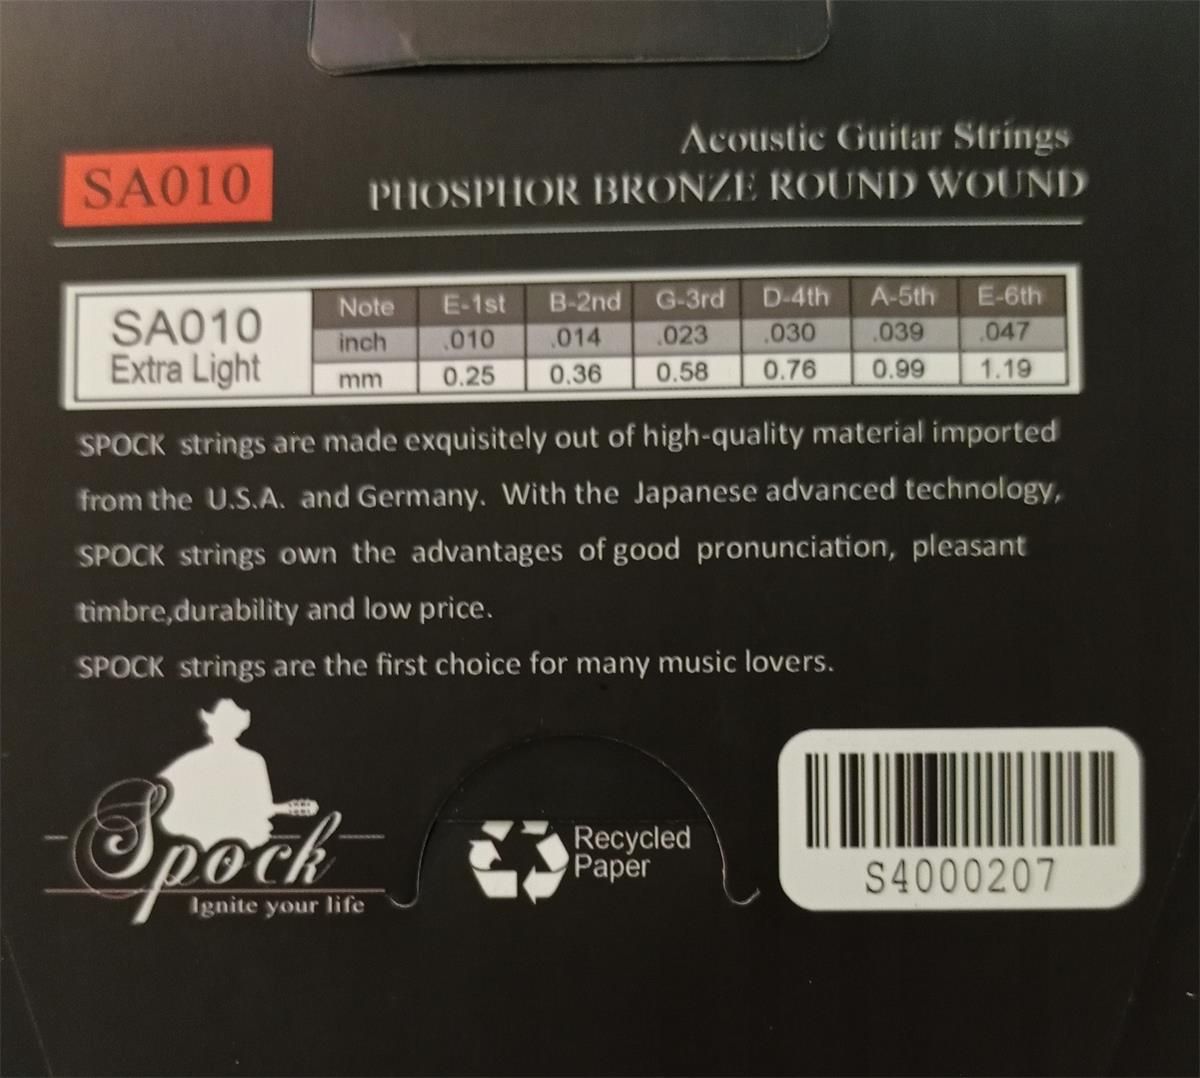 Acoustic Guitar Strings
SA010
PHOSPHOR BRONZE ROUND WOUND
SA010
Extra Light
Note E-1st B-2nd G-3rd D-4th A-5th E-6th
inch .010 .014 .023 .030 .039 .047
mm 0.25 0.36 0.58 0.76 0.99 1.19
SPOCK strings are made exquisitely out of high-quality material imported
from the U.S.A. and Germany. With the Japanese advanced technology,
SPOCK strings own the advantages of good pronunciation, pleasant
timbre,durability and low price.
SPOCK strings are the first choice for many music lovers.
Spock
Ignite your life
Recycled
Paper
S4000207